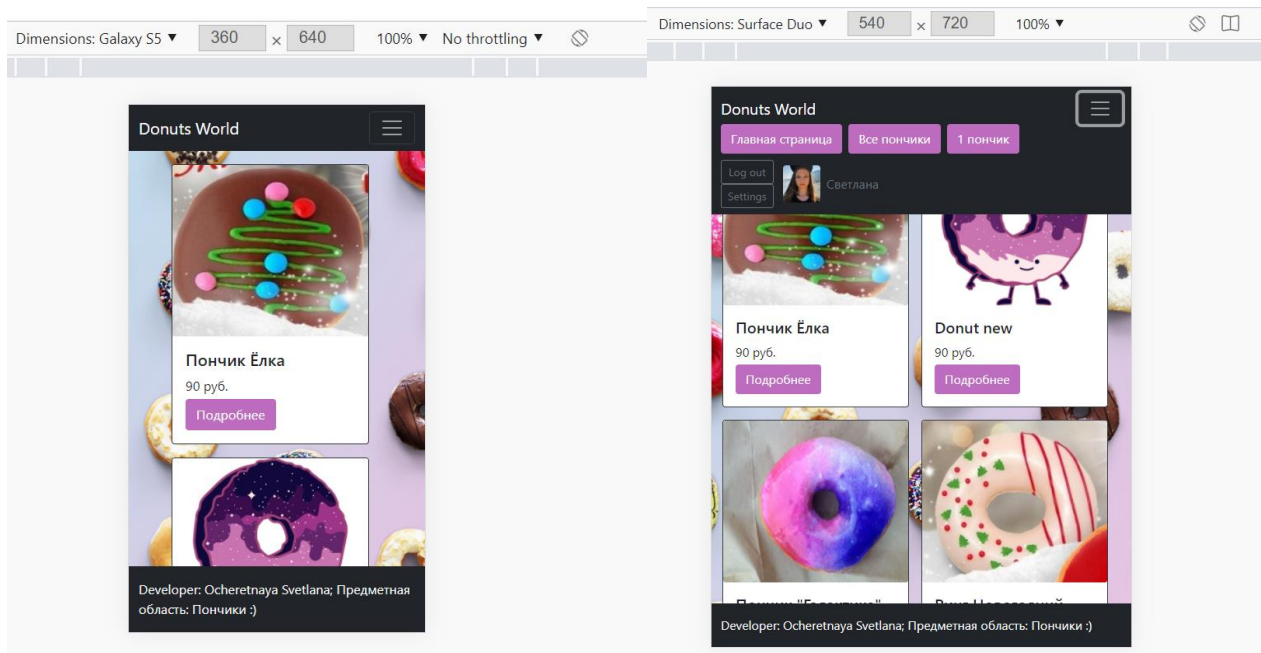 Dimensions: Galaxy S5 ▼ 360 × 640 100% ▼ No throttling ▼
Donuts World
Пончик Ёлка
90 руб.
Подробнее
Developer: Ocheretnaya Svetlana; Предметная
область: Пончики :)
Dimensions: Surface Duo ▼ 540 × 720 100% ▼
Donuts World
Главная страница Все пончики 1 пончик
Log out
Settings
Светлана
Пончик Ёлка
90 руб.
Подробнее
Donut new
90 руб.
Подробнее
Пончик "Галактика"
Developer: Ocheretnaya Svetlana; Предметная область: Пончики :)